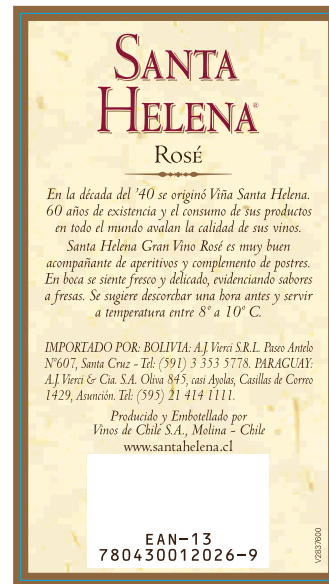 SANTA
HELENA®
ROSÉ
En la década del '40 se originó Viña Santa Helena.
60 años de existencia y el consumo de sus productos
en todo el mundo avalan la calidad de sus vinos.
Santa Helena Gran Vino Rosé es muy buen
acompañante de aperitivos y complemento de postres.
En boca se siente fresco y delicado, evidenciando sabores
a fresas. Se sugiere descorchar una hora antes y servir
a temperatura entre 8° a 10° C.
IMPORTADO POR: BOLIVIA: A.J. Vierci S.R.L. Paseo Antelo
N°607, Santa Cruz - Tel: (591) 3 353 5778. PARAGUAY:
A.J. Vierci & Cia. S.A. Oliva 845, casi Ayolas, Casillas de Correo
1429, Asunción. Tel: (595) 21 414 1111.
Producido y Embotellado por
Vinos de Chile S.A., Molina - Chile
www.santahelena.cl
EAN-13
780430012026-9
V2837600